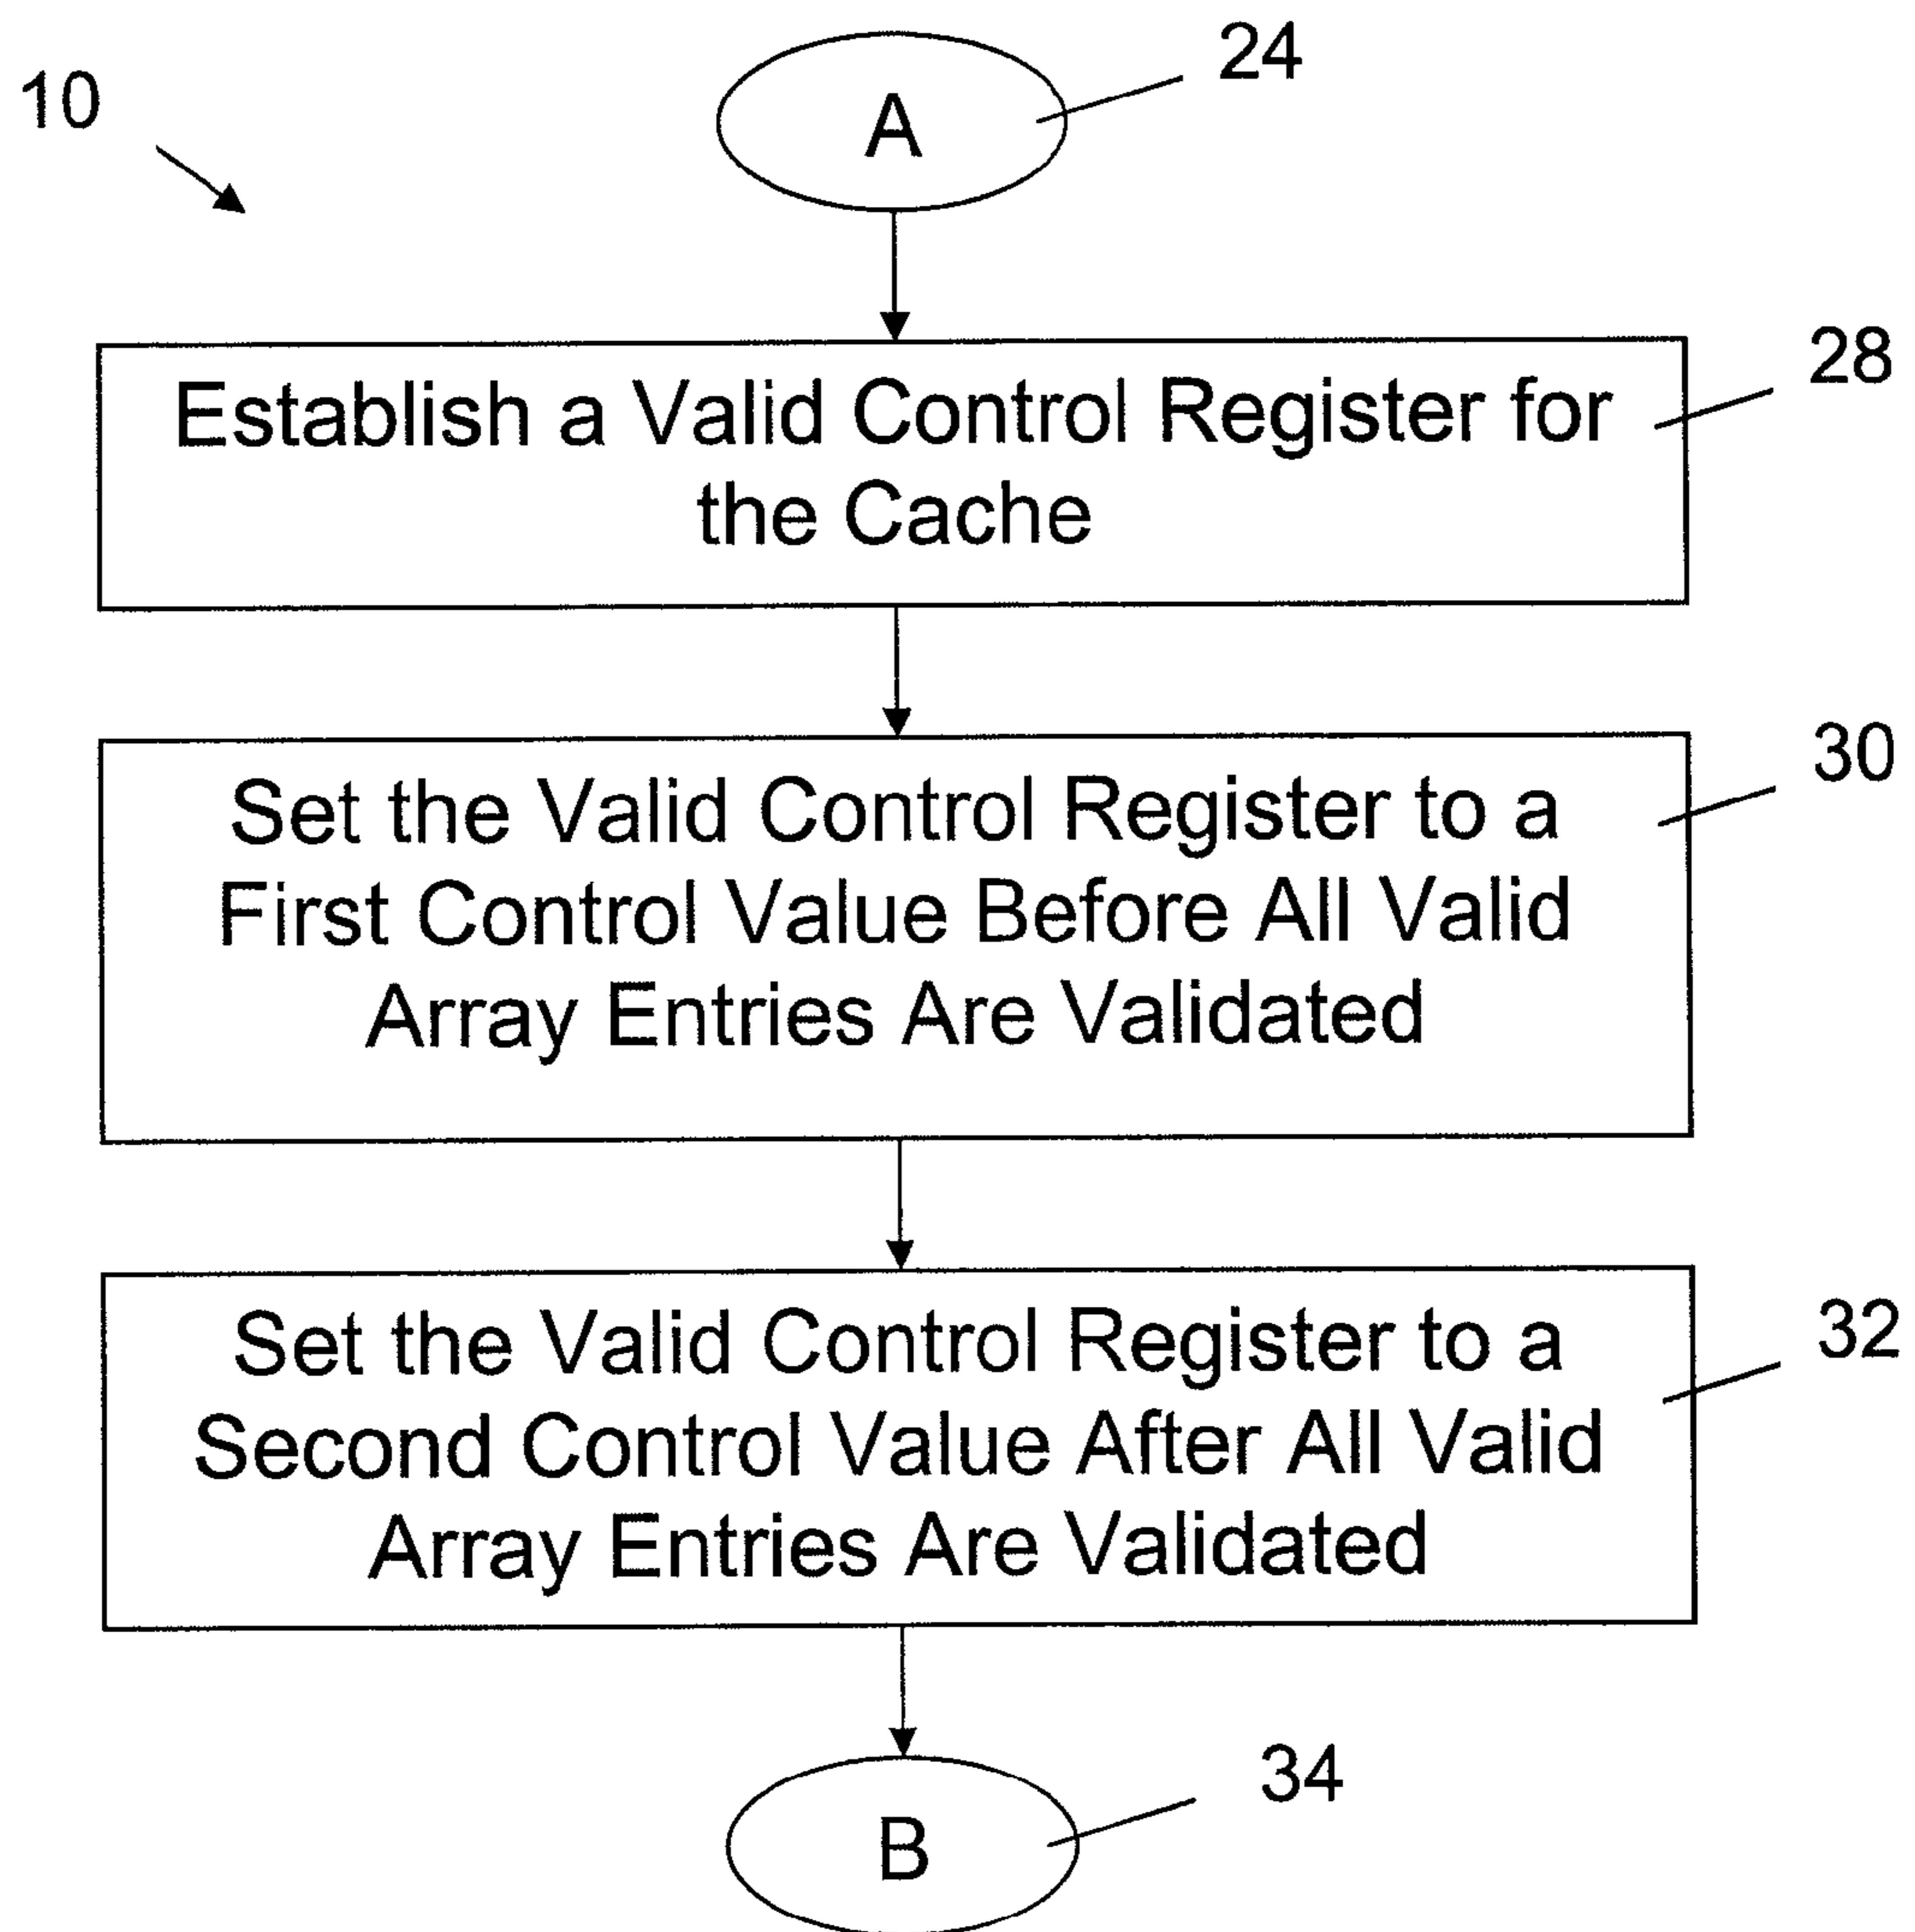 10
A
24
Establish a Valid Control Register for
the Cache
28
Set the Valid Control Register to a
First Control Value Before All Valid
Array Entries Are Validated
30
Set the Valid Control Register to a
Second Control Value After All Valid
Array Entries Are Validated
32
B
34